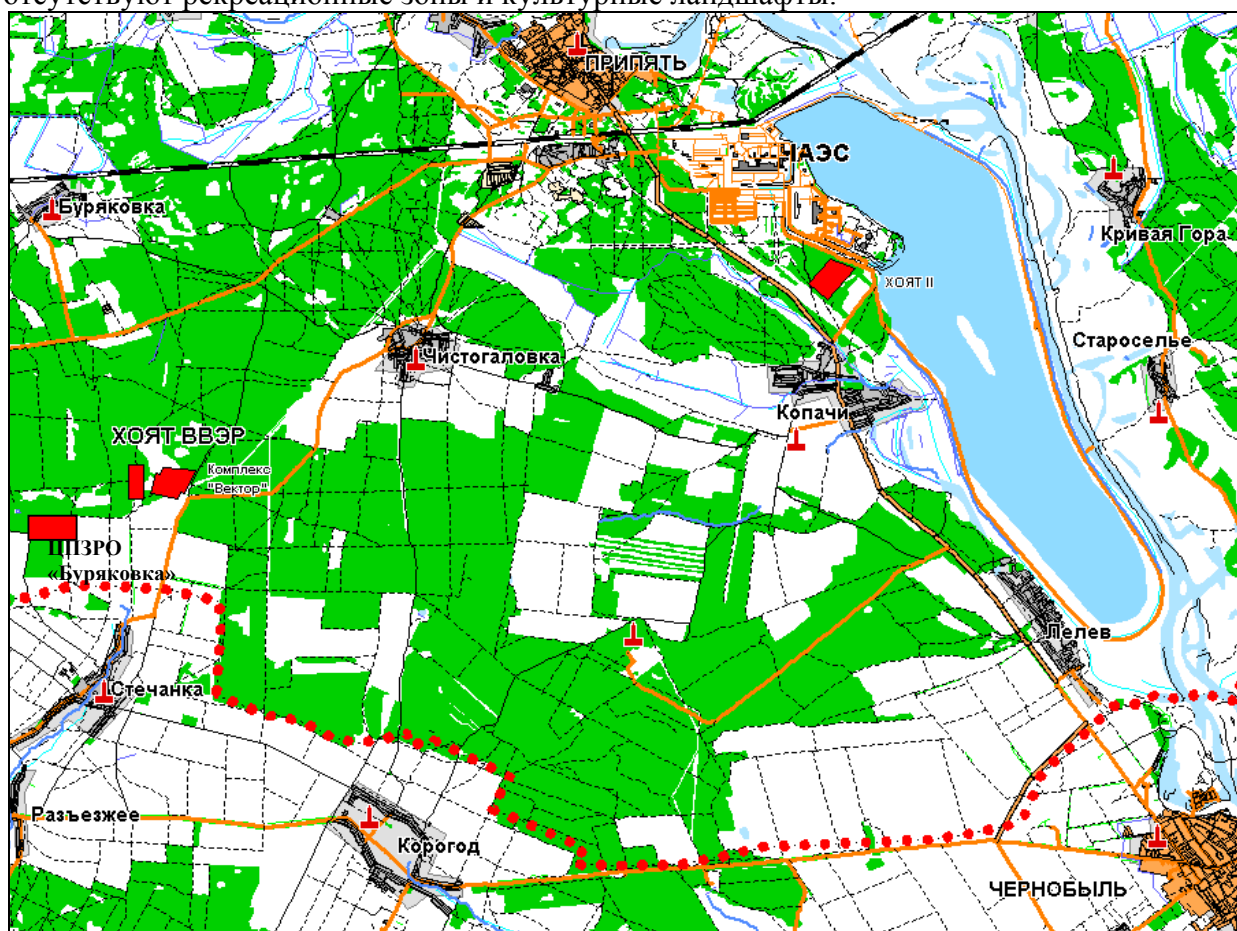 отсутствуют рекреационные зоны и культурные ландшафты.
ПРИПЯТЬ
ЧАЭС
Буряковка
Кривая Гора
ХОЯТ II
Староселье
Чистогаловка
Копачи
ХОЯТ ВВЭР
Комплекс
"Вектор"
ППЗРО
«Буряковка»
Лелев
Стечанка
Разъезжее
Корогод
ЧЕРНОБЫЛЬ